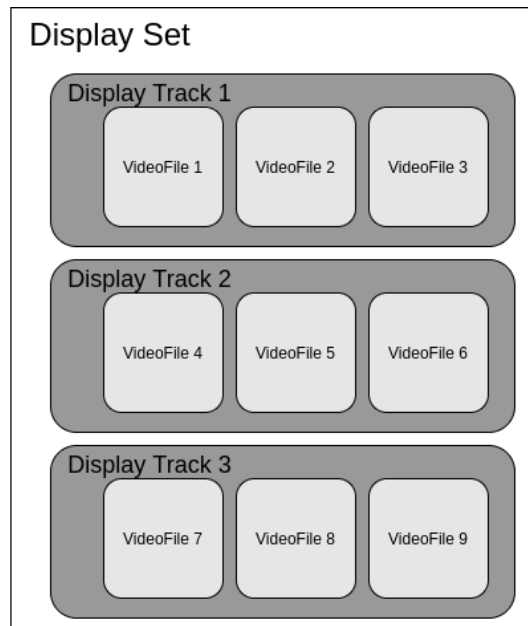 Display Set
Display Track 1
VideoFile 1 VideoFile 2 VideoFile 3
Display Track 2
VideoFile 4 VideoFile 5 VideoFile 6
Display Track 3
VideoFile 7 VideoFile 8 VideoFile 9